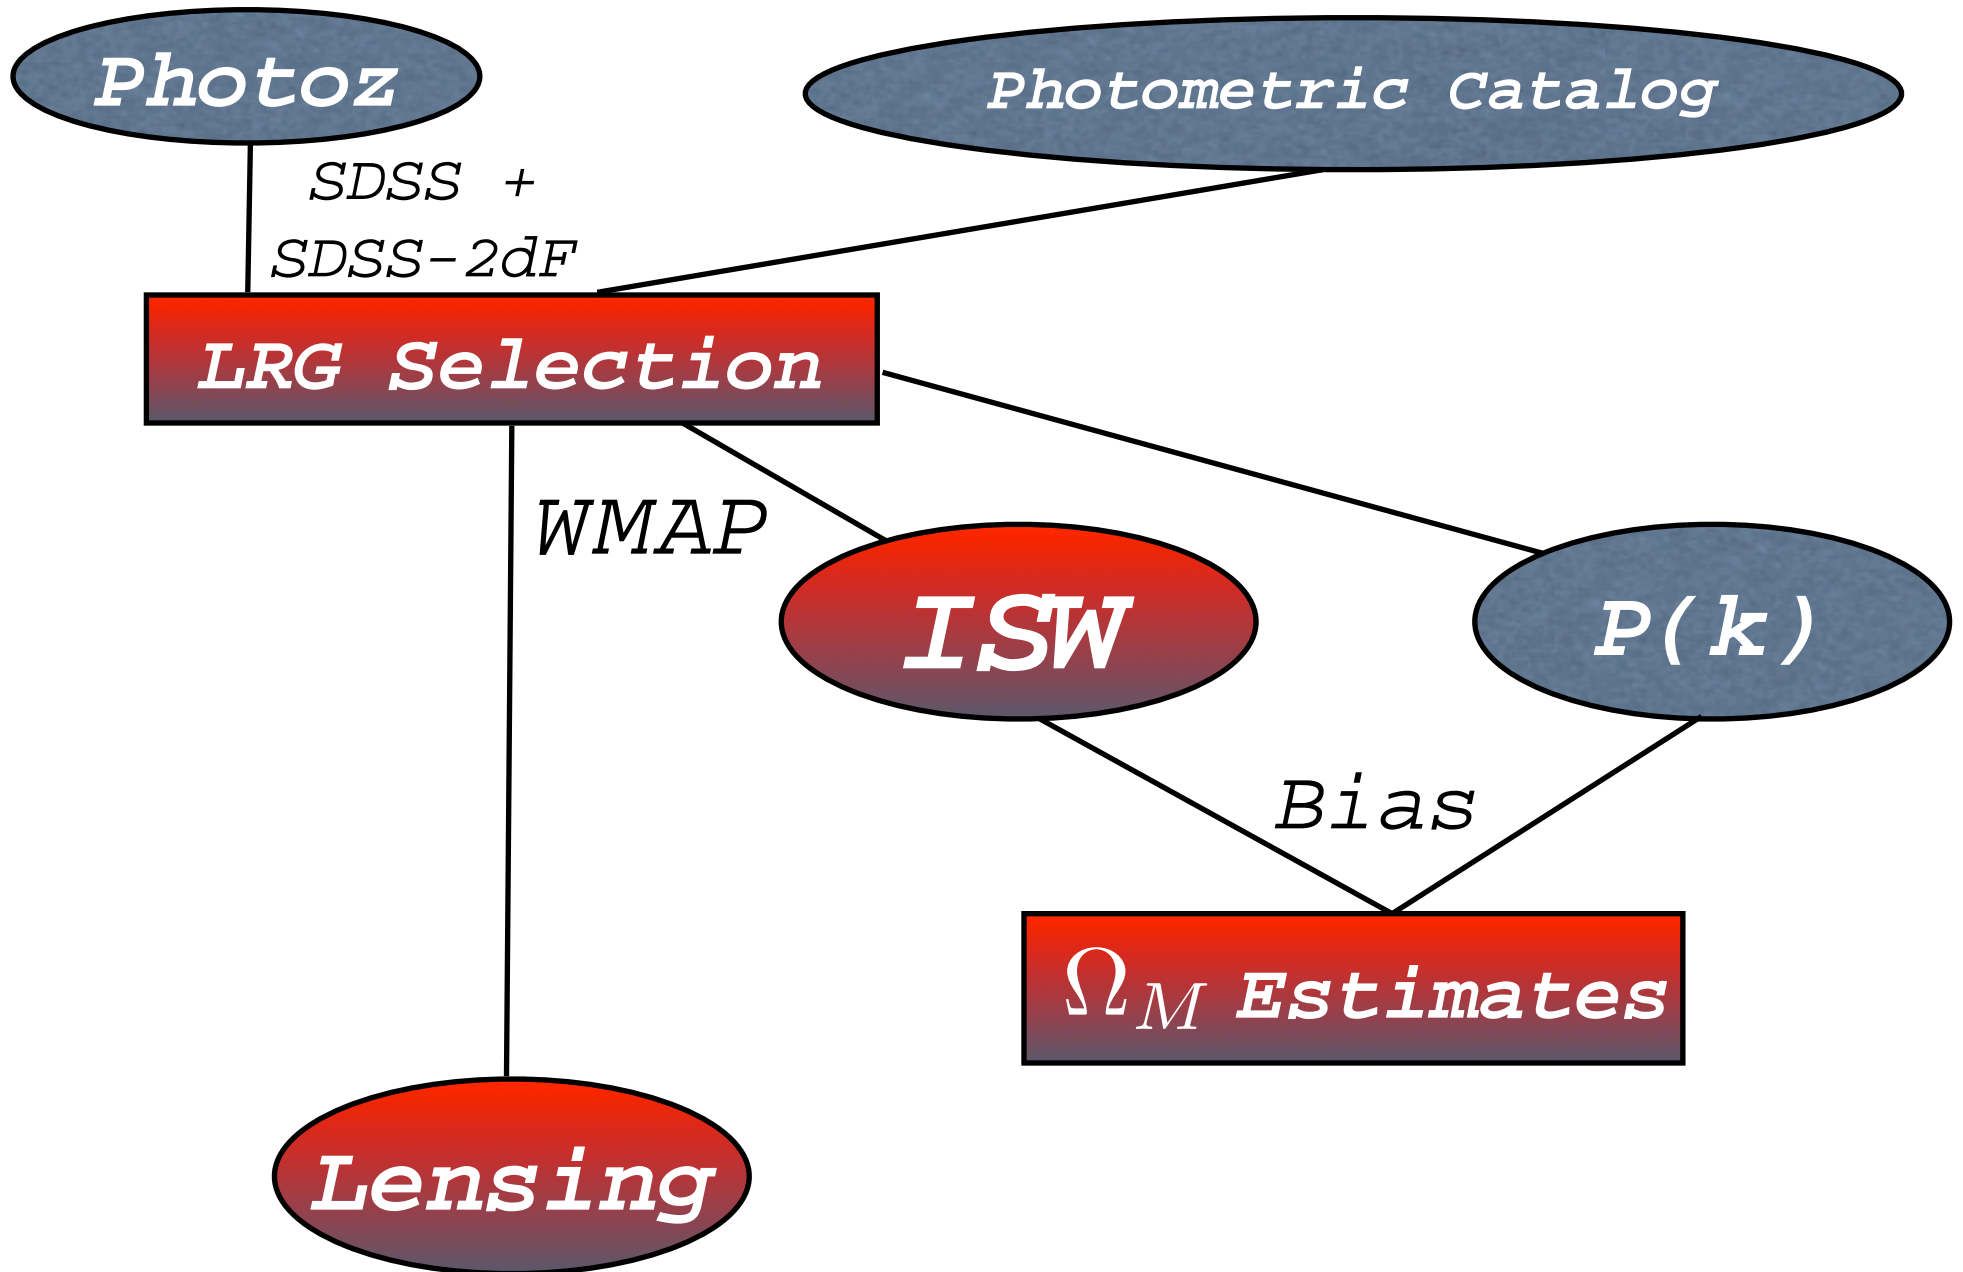 Photoz
Photometric Catalog
SDSS +
SDSS-2dF
LRG Selection
WMAP
ISW
P(k)
Bias
Ω_M Estimates
Lensing